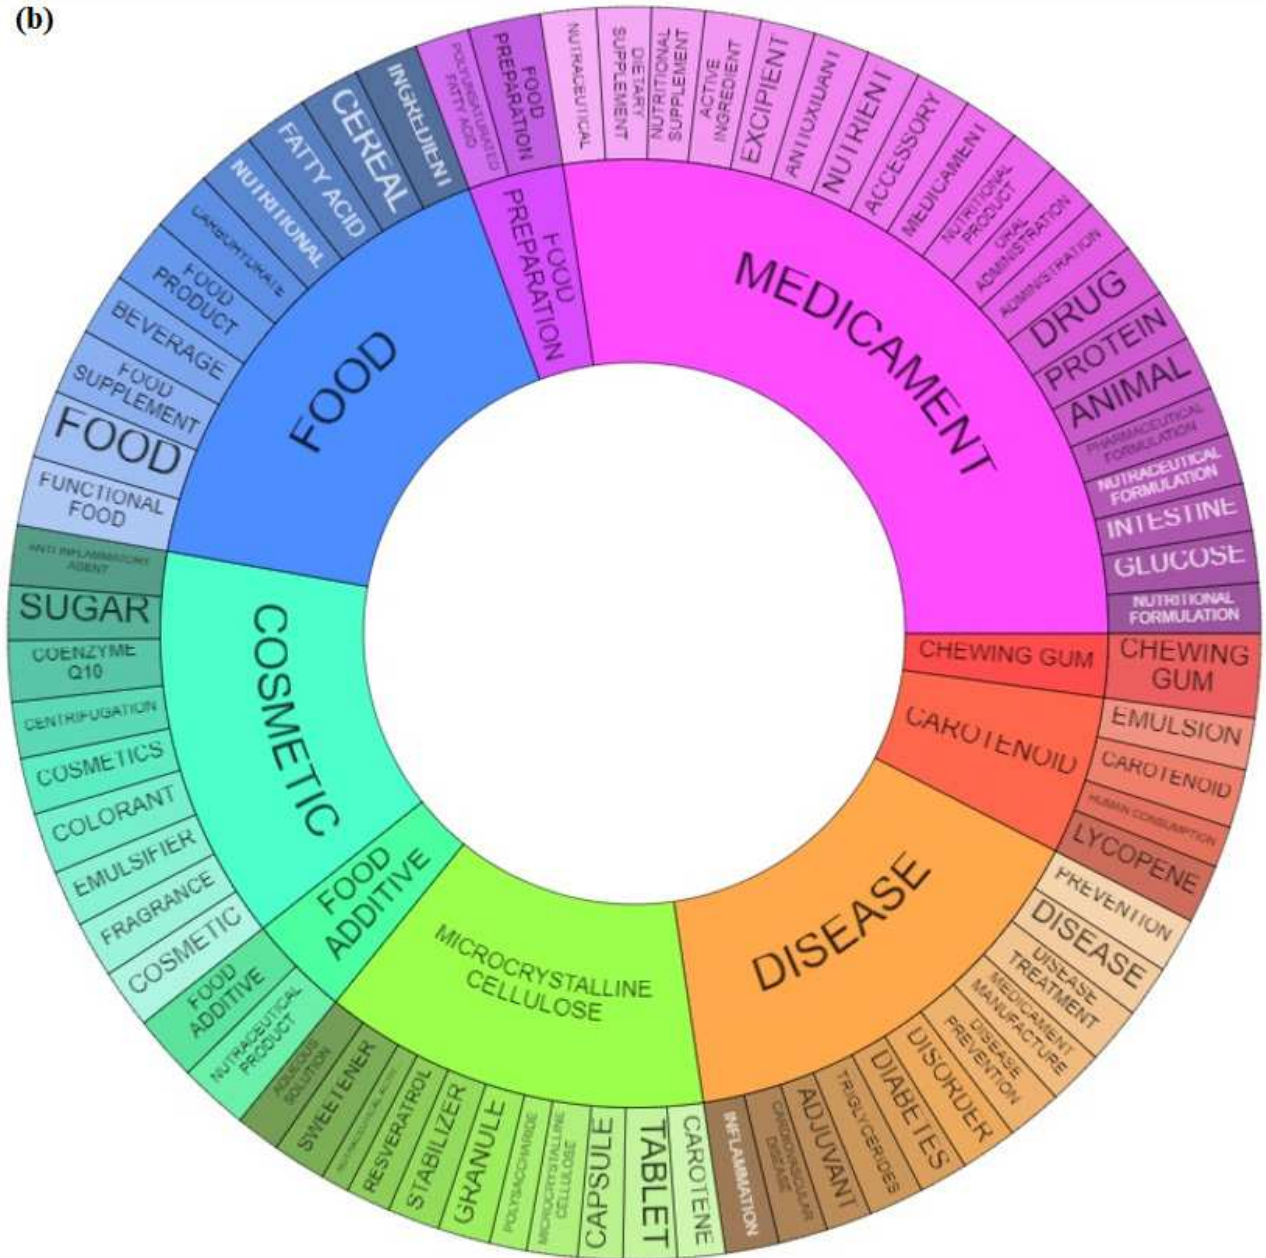 (b)
MEDICAMENT
CHEWING GUM
CAROTENOID
DISEASE
MICROCRYSTALLINE
CELLULOSE
FOOD
ADDITIVE
COSMETIC
FOOD
FOOD
PREPARATION
NUTRACEUTICAL
DIETARY
SUPPLEMENT
NUTRITIONAL
SUPPLEMENT
ACTIVE
INGREDIENT
EXCIPIENT
ANTIOXIDANT
NUTRIENT
ACCESSORY
MEDICAMENT
NUTRITIONAL
PRODUCT
ORAL
ADMINISTRATION
ADMINISTRATION
DRUG
PROTEIN
ANIMAL
PHARMACEUTICAL
FORMULATION
NUTRACEUTICAL
FORMULATION
INTESTINE
GLUCOSE
NUTRITIONAL
FORMULATION
CHEWING
GUM
EMULSION
CAROTENOID
HUMAN CONSUMPTION
LYCOPENE
PREVENTION
DISEASE
DISEASE
TREATMENT
MEDICAMENT
MANUFACTURE
DISEASE
PREVENTION
DISORDER
DIABETES
TRIGLYCERIDES
ADJUVANT
CARDIOVASCULAR
DISEASE
INFLAMMATION
CAROTENE
TABLET
CAPSULE
MICROCRYSTALLINE
CELLULOSE
POLYSACCHARIDE
GRANULE
STABILIZER
RESVERATROL
SWEETENER
AQUEOUS
SOLUTION
NUTRACEUTICAL
PRODUCT
FOOD
ADDITIVE
COSMETIC
FRAGRANCE
EMULSIFIER
COLORANT
COSMETICS
CENTRIFUGATION
COENZYME
Q10
SUGAR
ANTI INFLAMMATORY
AGENT
FUNCTIONAL
FOOD
FOOD
FOOD
SUPPLEMENT
BEVERAGE
FOOD
PRODUCT
CARBOHYDRATE
NUTRITIONAL
FATTY ACID
CEREAL
INGREDIENT
POLYUNSATURATED
FATTY ACID
FOOD
PREPARATION